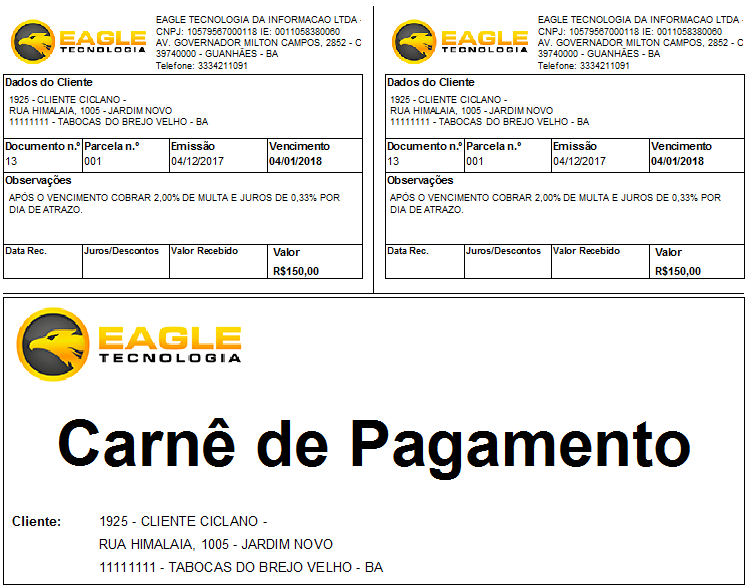 EAGLE TECNOLOGIA DA INFORMACAO LTDA -
CNPJ: 10579567000118 IE: 0011058380060
AV. GOVERNADOR MILTON CAMPOS, 2852 - C
39740000 - GUANHÃES - BA
Telefone: 3334211091
EAGLE
TECNOLOGIA
Dados do Cliente
1925 - CLIENTE CICLANO -
RUA HIMALAIA, 1005 - JARDIM NOVO
11111111 - TABOCAS DO BREJO VELHO - BA
Documento n.º Parcela n.º Emissão Vencimento
13 001 04/12/2017 04/01/2018
Observações
APÓS O VENCIMENTO COBRAR 2,00% DE MULTA E JUROS DE 0,33% POR
DIA DE ATRAZO.
Data Rec. Juros/Descontos Valor Recebido Valor
R$150,00
EAGLE TECNOLOGIA DA INFORMACAO LTDA -
CNPJ: 10579567000118 IE: 0011058380060
AV. GOVERNADOR MILTON CAMPOS, 2852 - C
39740000 - GUANHÃES - BA
Telefone: 3334211091
EAGLE
TECNOLOGIA
Dados do Cliente
1925 - CLIENTE CICLANO -
RUA HIMALAIA, 1005 - JARDIM NOVO
11111111 - TABOCAS DO BREJO VELHO - BA
Documento n.º Parcela n.º Emissão Vencimento
13 001 04/12/2017 04/01/2018
Observações
APÓS O VENCIMENTO COBRAR 2,00% DE MULTA E JUROS DE 0,33% POR
DIA DE ATRAZO.
Data Rec. Juros/Descontos Valor Recebido Valor
R$150,00
EAGLE
TECNOLOGIA
Carnê de Pagamento
Cliente: 1925 - CLIENTE CICLANO -
RUA HIMALAIA, 1005 - JARDIM NOVO
11111111 - TABOCAS DO BREJO VELHO - BA